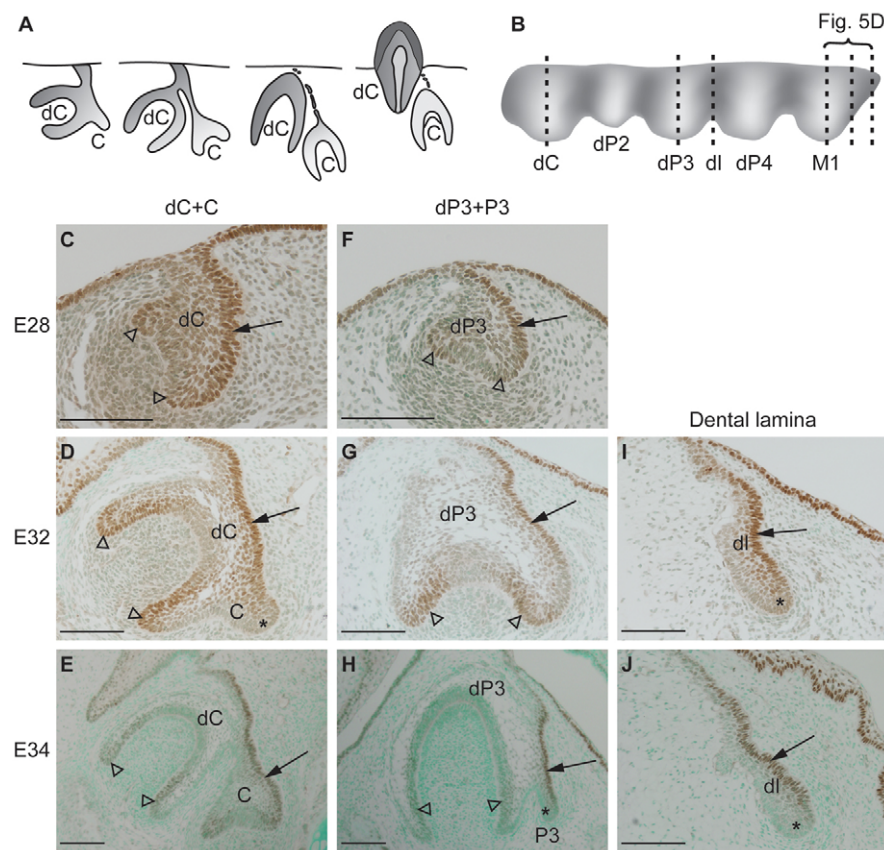 A
dC
C
dC
C
dC
C
dC
C
B
Fig. 5D
dC
dP2
dP3
dl
dP4
M1
dC+C
dP3+P3
C
dC
F
dP3
E28
Dental lamina
D
dC
C
*
G
dP3
I
dl
*
E32
E
dC
C
H
dP3
*
P3
J
dl
*
E34